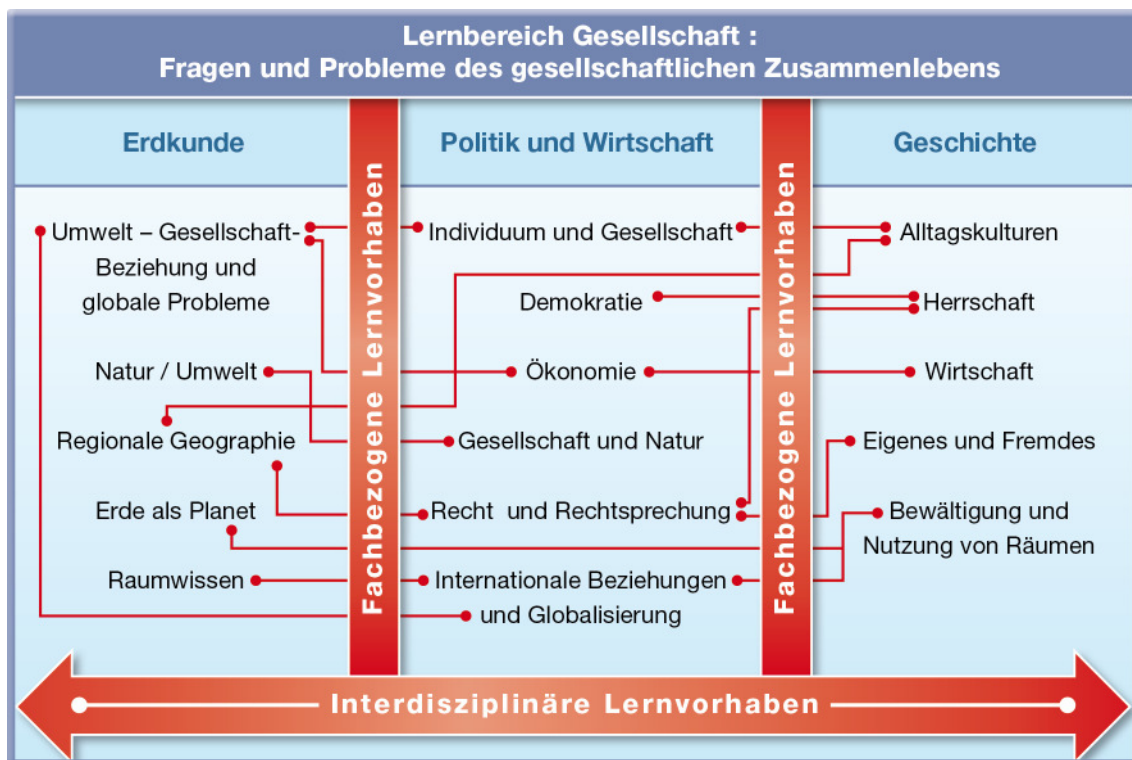 Lernbereich Gesellschaft :
Fragen und Probleme des gesellschaftlichen Zusammenlebens
Erdkunde
Umwelt – Gesellschaft-
Beziehung und
globale Probleme
Natur / Umwelt
Regionale Geographie
Erde als Planet
Raumwissen
Fachbezogene Lernvorhaben
Politik und Wirtschaft
Individuum und Gesellschaft
Demokratie
Ökonomie
Gesellschaft und Natur
Recht und Rechtsprechung
Internationale Beziehungen
und Globalisierung
Fachbezogene Lernvorhaben
Geschichte
Alltagskulturen
Herrschaft
Wirtschaft
Eigenes und Fremdes
Bewältigung und
Nutzung von Räumen
Interdisziplinäre Lernvorhaben